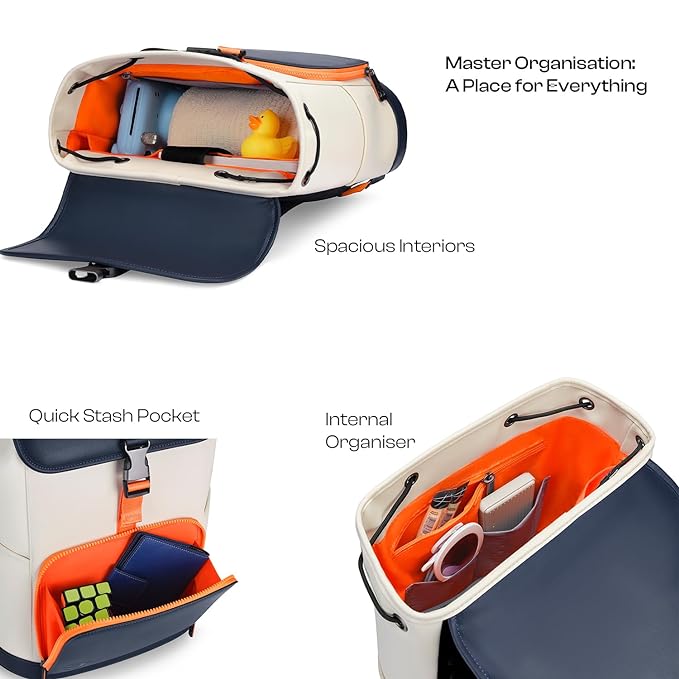 Master Organisation:
A Place for Everything
Spacious Interiors
Quick Stash Pocket
Internal
Organiser